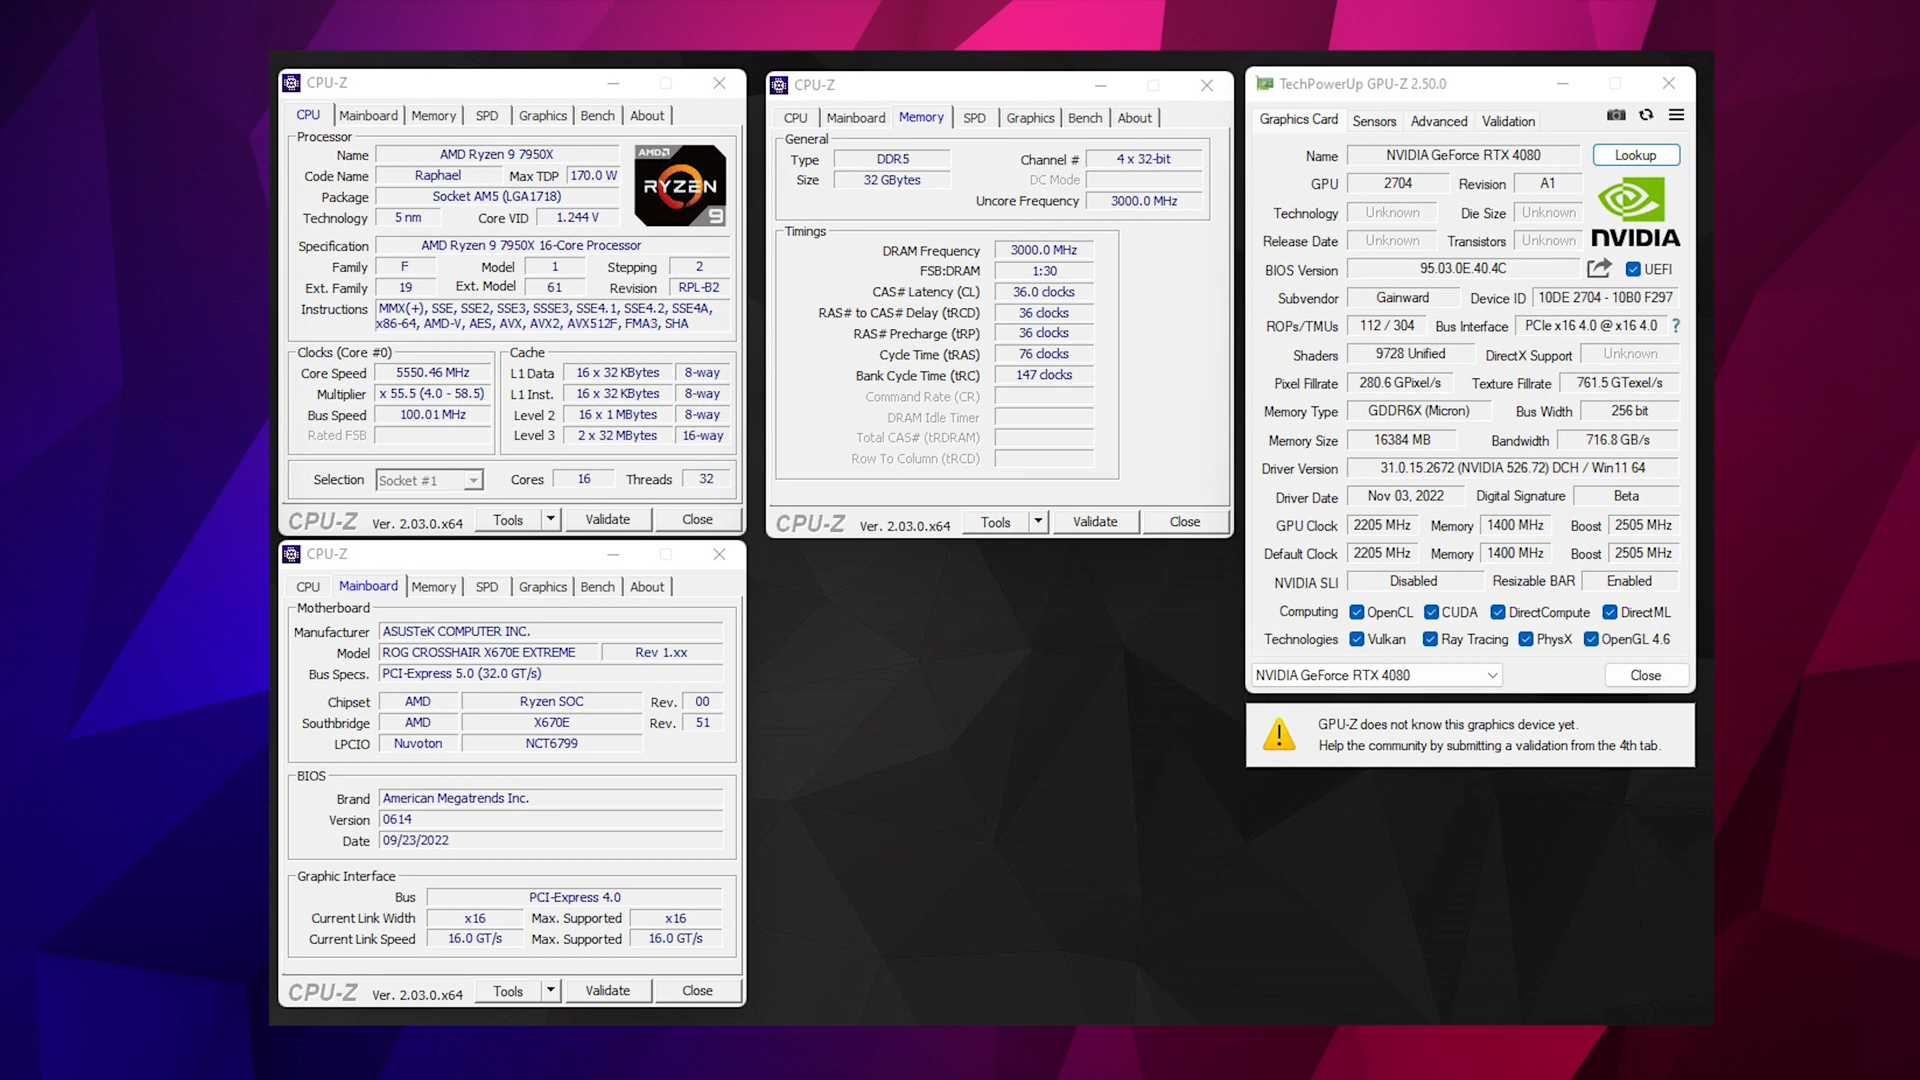 CPU-Z
CPU Mainboard Memory SPD Graphics Bench About
Processor
Name AMD Ryzen 9 7950X
Code Name Raphael Max TDP 170.0 W
Package Socket AM5 (LGA1718)
Technology 5 nm Core VID 1.244 V
AMD
RYZEN
9
Specification AMD Ryzen 9 7950X 16-Core Processor
Family F Model 1 Stepping 2
Ext. Family 19 Ext. Model 61 Revision RPL-B2
Instructions MMX(+), SSE, SSE2, SSE3, SSSE3, SSE4.1, SSE4.2, SSE4A,
x86-64, AMD-V, AES, AVX, AVX2, AVX512F, FMA3, SHA
Clocks (Core #0)
Core Speed 5550.46 MHz
Multiplier x 55.5 (4.0 - 58.5)
Bus Speed 100.01 MHz
Rated FSB
Cache
L1 Data 16 x 32 KBytes 8-way
L1 Inst. 16 x 32 KBytes 8-way
Level 2 16 x 1 MBytes 8-way
Level 3 2 x 32 MBytes 16-way
Selection Socket #1 Cores 16 Threads 32
CPU-Z Ver. 2.03.0.x64 Tools Validate Close
CPU-Z
CPU Mainboard Memory SPD Graphics Bench About
Motherboard
Manufacturer ASUSTeK COMPUTER INC.
Model ROG CROSSHAIR X670E EXTREME Rev 1.xx
Bus Specs. PCI-Express 5.0 (32.0 GT/s)
Chipset AMD Ryzen SOC Rev. 00
Southbridge AMD X670E Rev. 51
LPCIO Nuvoton NCT6799
BIOS
Brand American Megatrends Inc.
Version 0614
Date 09/23/2022
Graphic Interface
Bus PCI-Express 4.0
Current Link Width x16 Max. Supported x16
Current Link Speed 16.0 GT/s Max. Supported 16.0 GT/s
CPU-Z Ver. 2.03.0.x64 Tools Validate Close
CPU-Z
CPU Mainboard Memory SPD Graphics Bench About
General
Type DDR5 Channel # 4 x 32-bit
Size 32 GBytes DC Mode
Uncore Frequency 3000.0 MHz
Timings
DRAM Frequency 3000.0 MHz
FSB:DRAM 1:30
CAS# Latency (CL) 36.0 clocks
RAS# to CAS# Delay (tRCD) 36 clocks
RAS# Precharge (tRP) 36 clocks
Cycle Time (tRAS) 76 clocks
Bank Cycle Time (tRC) 147 clocks
Command Rate (CR)
DRAM Idle Timer
Total CAS# (tRDRAM)
Row To Column (tRCD)
CPU-Z Ver. 2.03.0.x64 Tools Validate Close
TechPowerUp GPU-Z 2.50.0
Graphics Card Sensors Advanced Validation
Name NVIDIA GeForce RTX 4080 Lookup
GPU 2704 Revision A1
Technology Unknown Die Size Unknown
Release Date Unknown Transistors Unknown
NVIDIA
BIOS Version 95.03.0E.40.4C UEFI
Subvendor Gainward Device ID 10DE 2704 - 10B0 F297
ROPs/TMUs 112 / 304 Bus Interface PCIe x16 4.0 @ x16 4.0 ?
Shaders 9728 Unified DirectX Support Unknown
Pixel Fillrate 280.6 GPixel/s Texture Fillrate 761.5 GTexel/s
Memory Type GDDR6X (Micron) Bus Width 256 bit
Memory Size 16384 MB Bandwidth 716.8 GB/s
Driver Version 31.0.15.2672 (NVIDIA 526.72) DCH / Win11 64
Driver Date Nov 03, 2022 Digital Signature Beta
GPU Clock 2205 MHz Memory 1400 MHz Boost 2505 MHz
Default Clock 2205 MHz Memory 1400 MHz Boost 2505 MHz
NVIDIA SLI Disabled Resizable BAR Enabled
Computing OpenCL CUDA DirectCompute DirectML
Technologies Vulkan Ray Tracing PhysX OpenGL 4.6
NVIDIA GeForce RTX 4080 Close
GPU-Z does not know this graphics device yet.
Help the community by submitting a validation from the 4th tab.